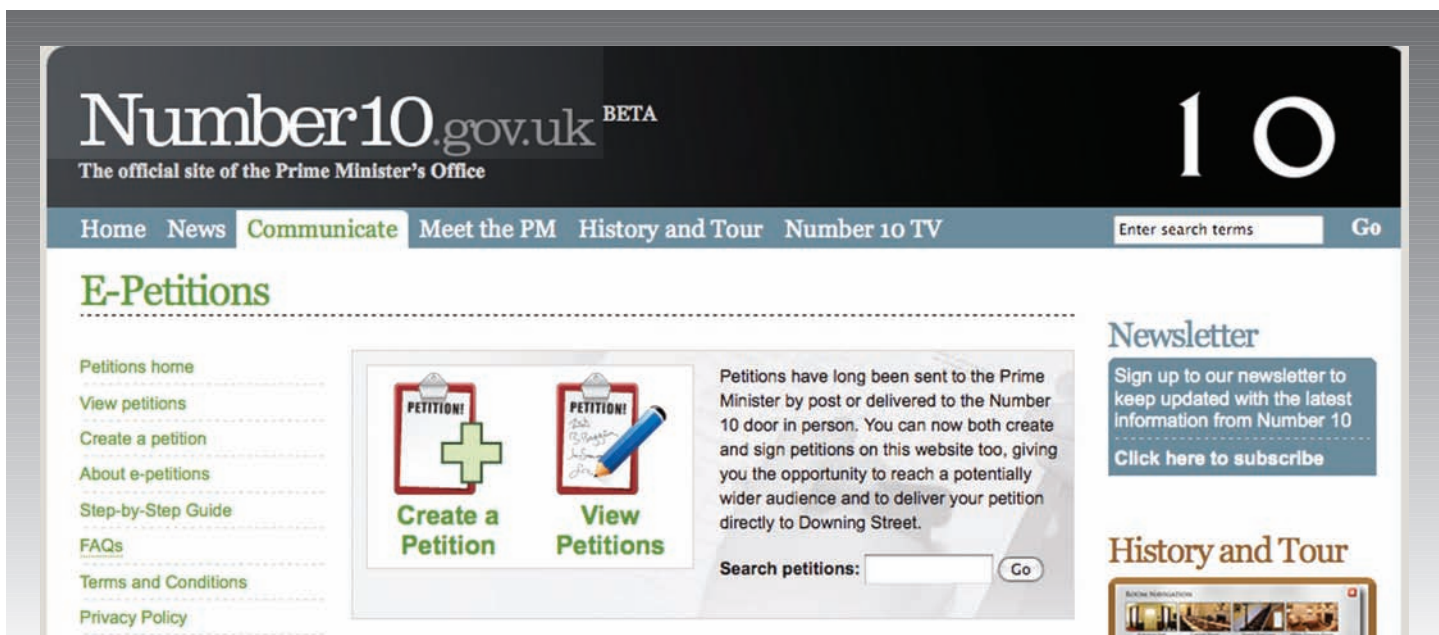 Number10.gov.uk BETA
The official site of the Prime Minister's Office
10
Home News Communicate Meet the PM History and Tour Number 10 TV
Enter search terms Go
E-Petitions
Petitions home
View petitions
Create a petition
About e-petitions
Step-by-Step Guide
FAQs
Terms and Conditions
Privacy Policy
PETITION!
Create a
Petition
PETITION!
View
Petitions
Petitions have long been sent to the Prime
Minister by post or delivered to the Number
10 door in person. You can now both create
and sign petitions on this website too, giving
you the opportunity to reach a potentially
wider audience and to deliver your petition
directly to Downing Street.
Search petitions: Go
Newsletter
Sign up to our newsletter to
keep updated with the latest
information from Number 10
Click here to subscribe
History and Tour
ROOM NAVIGATION